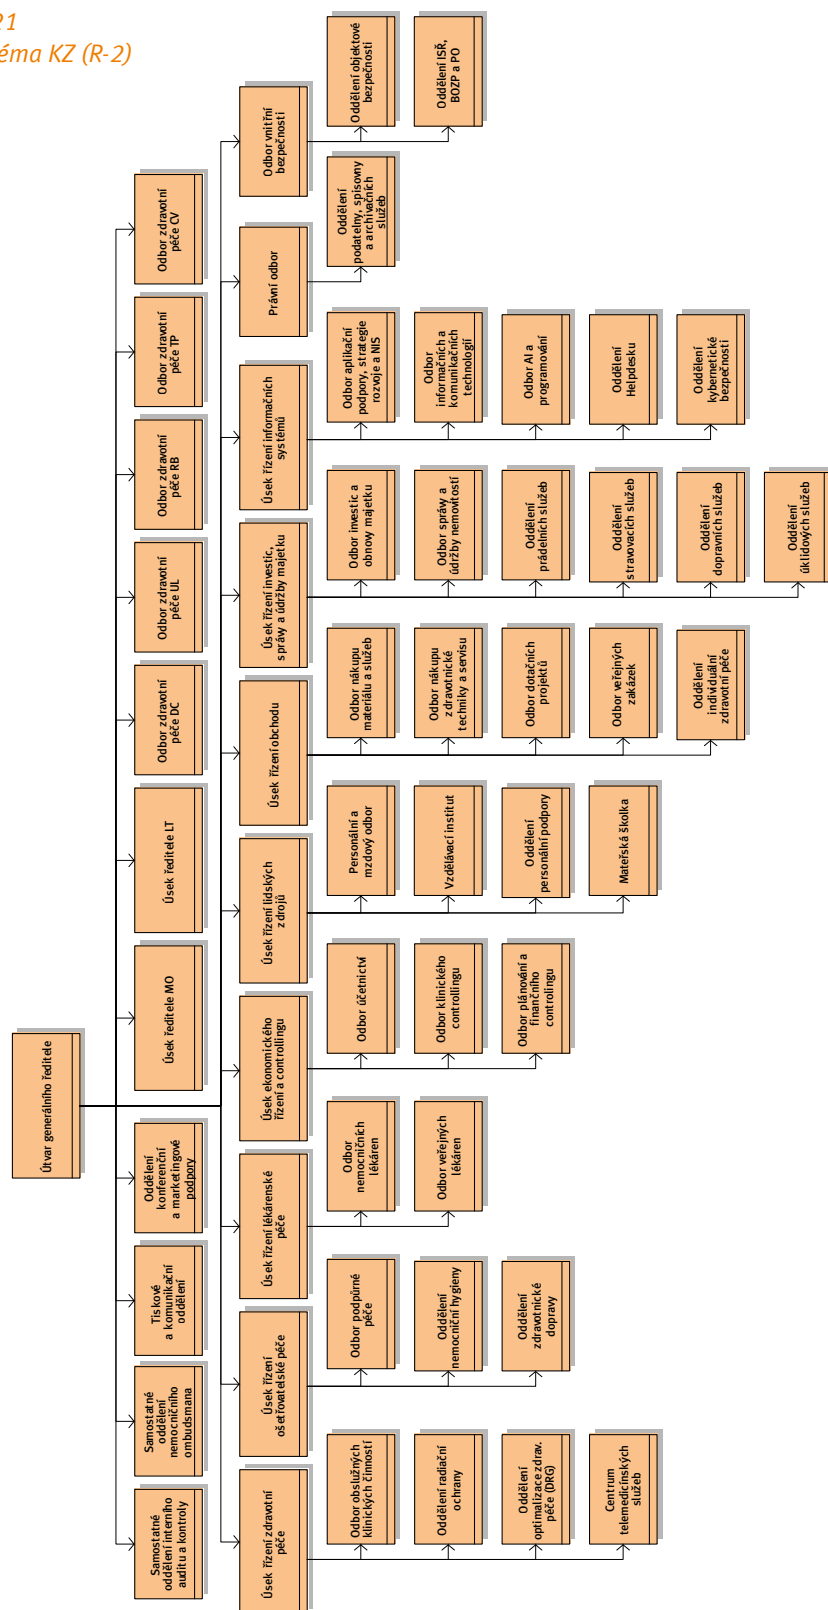 21
éma KZ (R-2)
Útvar generálního ředitele
Samostatné
oddělení interního
auditu a kontroly
Samostatné
oddělení
nemocničního
ombudsmana
Tiskové
a komunikační
oddělení
Oddělení
konferenční
a marketingové
podpory
Úsek ředitele MO
Úsek ředitele LT
Odbor zdravotní
péče DC
Odbor zdravotní
péče UL
Odbor zdravotní
péče RB
Odbor zdravotní
péče TP
Odbor zdravotní
péče CV
Úsek řízení zdravotní
péče
Úsek řízení
ošetřovatelské péče
Úsek řízení lékárenské
péče
Úsek ekonomického
řízení a controllingu
Úsek řízení lidských
zdrojů
Úsek řízení obchodu
Úsek řízení investic,
správy a údržby majetku
Úsek řízení informačních
systémů
Právní odbor
Odbor vnitřní
bezpečnosti
Odbor obslužných
klinických činností
Oddělení radiační
ochrany
Oddělení
optimalizace zdrav.
péče (DRG)
Centrum
telemedicínských
služeb
Odbor podpůrné
péče
Oddělení
nemocniční hygieny
Oddělení
zdravotnické
dopravy
Odbor
nemocničních
lékáren
Odbor veřejných
lékáren
Odbor účetnictví
Odbor klinického
controllingu
Odbor plánování a
finančního
controlingu
Personální a
mzdový odbor
Vzdělávací institut
Oddělení
personální podpory
Mateřská školka
Odbor nákupu
materiálu a služeb
Odbor nákupu
zdravotnické
techniky a servisu
Odbor dotačních
projektů
Odbor veřejných
zakázek
Oddělení
individuální
zdravotní péče
Odbor investic a
obnovy majetku
Odbor správy a
údržby nemovitostí
Oddělení
prádelních služeb
Oddělení
stravovacích služeb
Oddělení
dopravních služeb
Oddělení
úklidových služeb
Odbor aplikační
podpory, strategie
rozvoje a NIS
Odbor
informačních a
komunikačních
technologií
Odbor AI a
programování
Oddělení
Helpdesku
Oddělení
kybernetické
bezpečnosti
Oddělení
podatelny, spisovny
a archivačních
služeb
Oddělení objektové
bezpečnosti
Oddělení ISŘ,
BOZP a PO